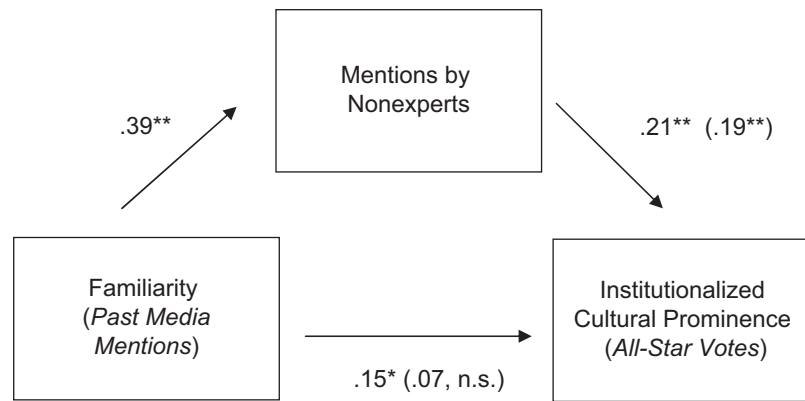 Mentions by
Nonexperts
.39**
.21** (.19**)
Familiarity
(Past Media
Mentions)
Institutionalized
Cultural Prominence
(All-Star Votes)
.15* (.07, n.s.)